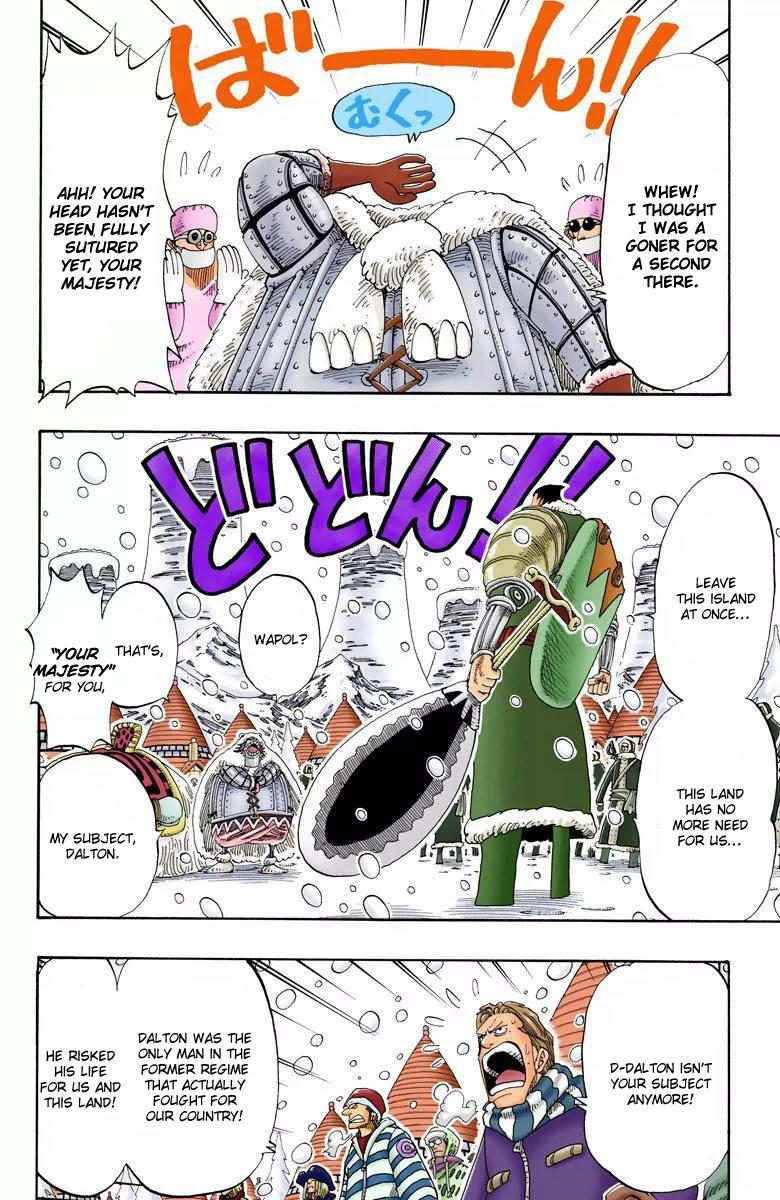 ばーん!!
むくっ
WHEW!
I THOUGHT
I WAS A
GONER FOR
A SECOND
THERE.
AHH! YOUR
HEAD HASN'T
BEEN FULLY
SUTURED
YET, YOUR
MAJESTY!
どどん!!
LEAVE
THIS ISLAND
AT ONCE...
THIS LAND
HAS NO
MORE NEED
FOR US...
WAPOL?
THAT'S,
"YOUR
MAJESTY"
FOR YOU,
MY SUBJECT,
DALTON.
D-DALTON ISN'T
YOUR SUBJECT
ANYMORE!
DALTON WAS THE
ONLY MAN IN THE
FORMER REGIME
THAT ACTUALLY
FOUGHT FOR
OUR COUNTRY!
HE RISKED
HIS LIFE
FOR US AND
THIS LAND!